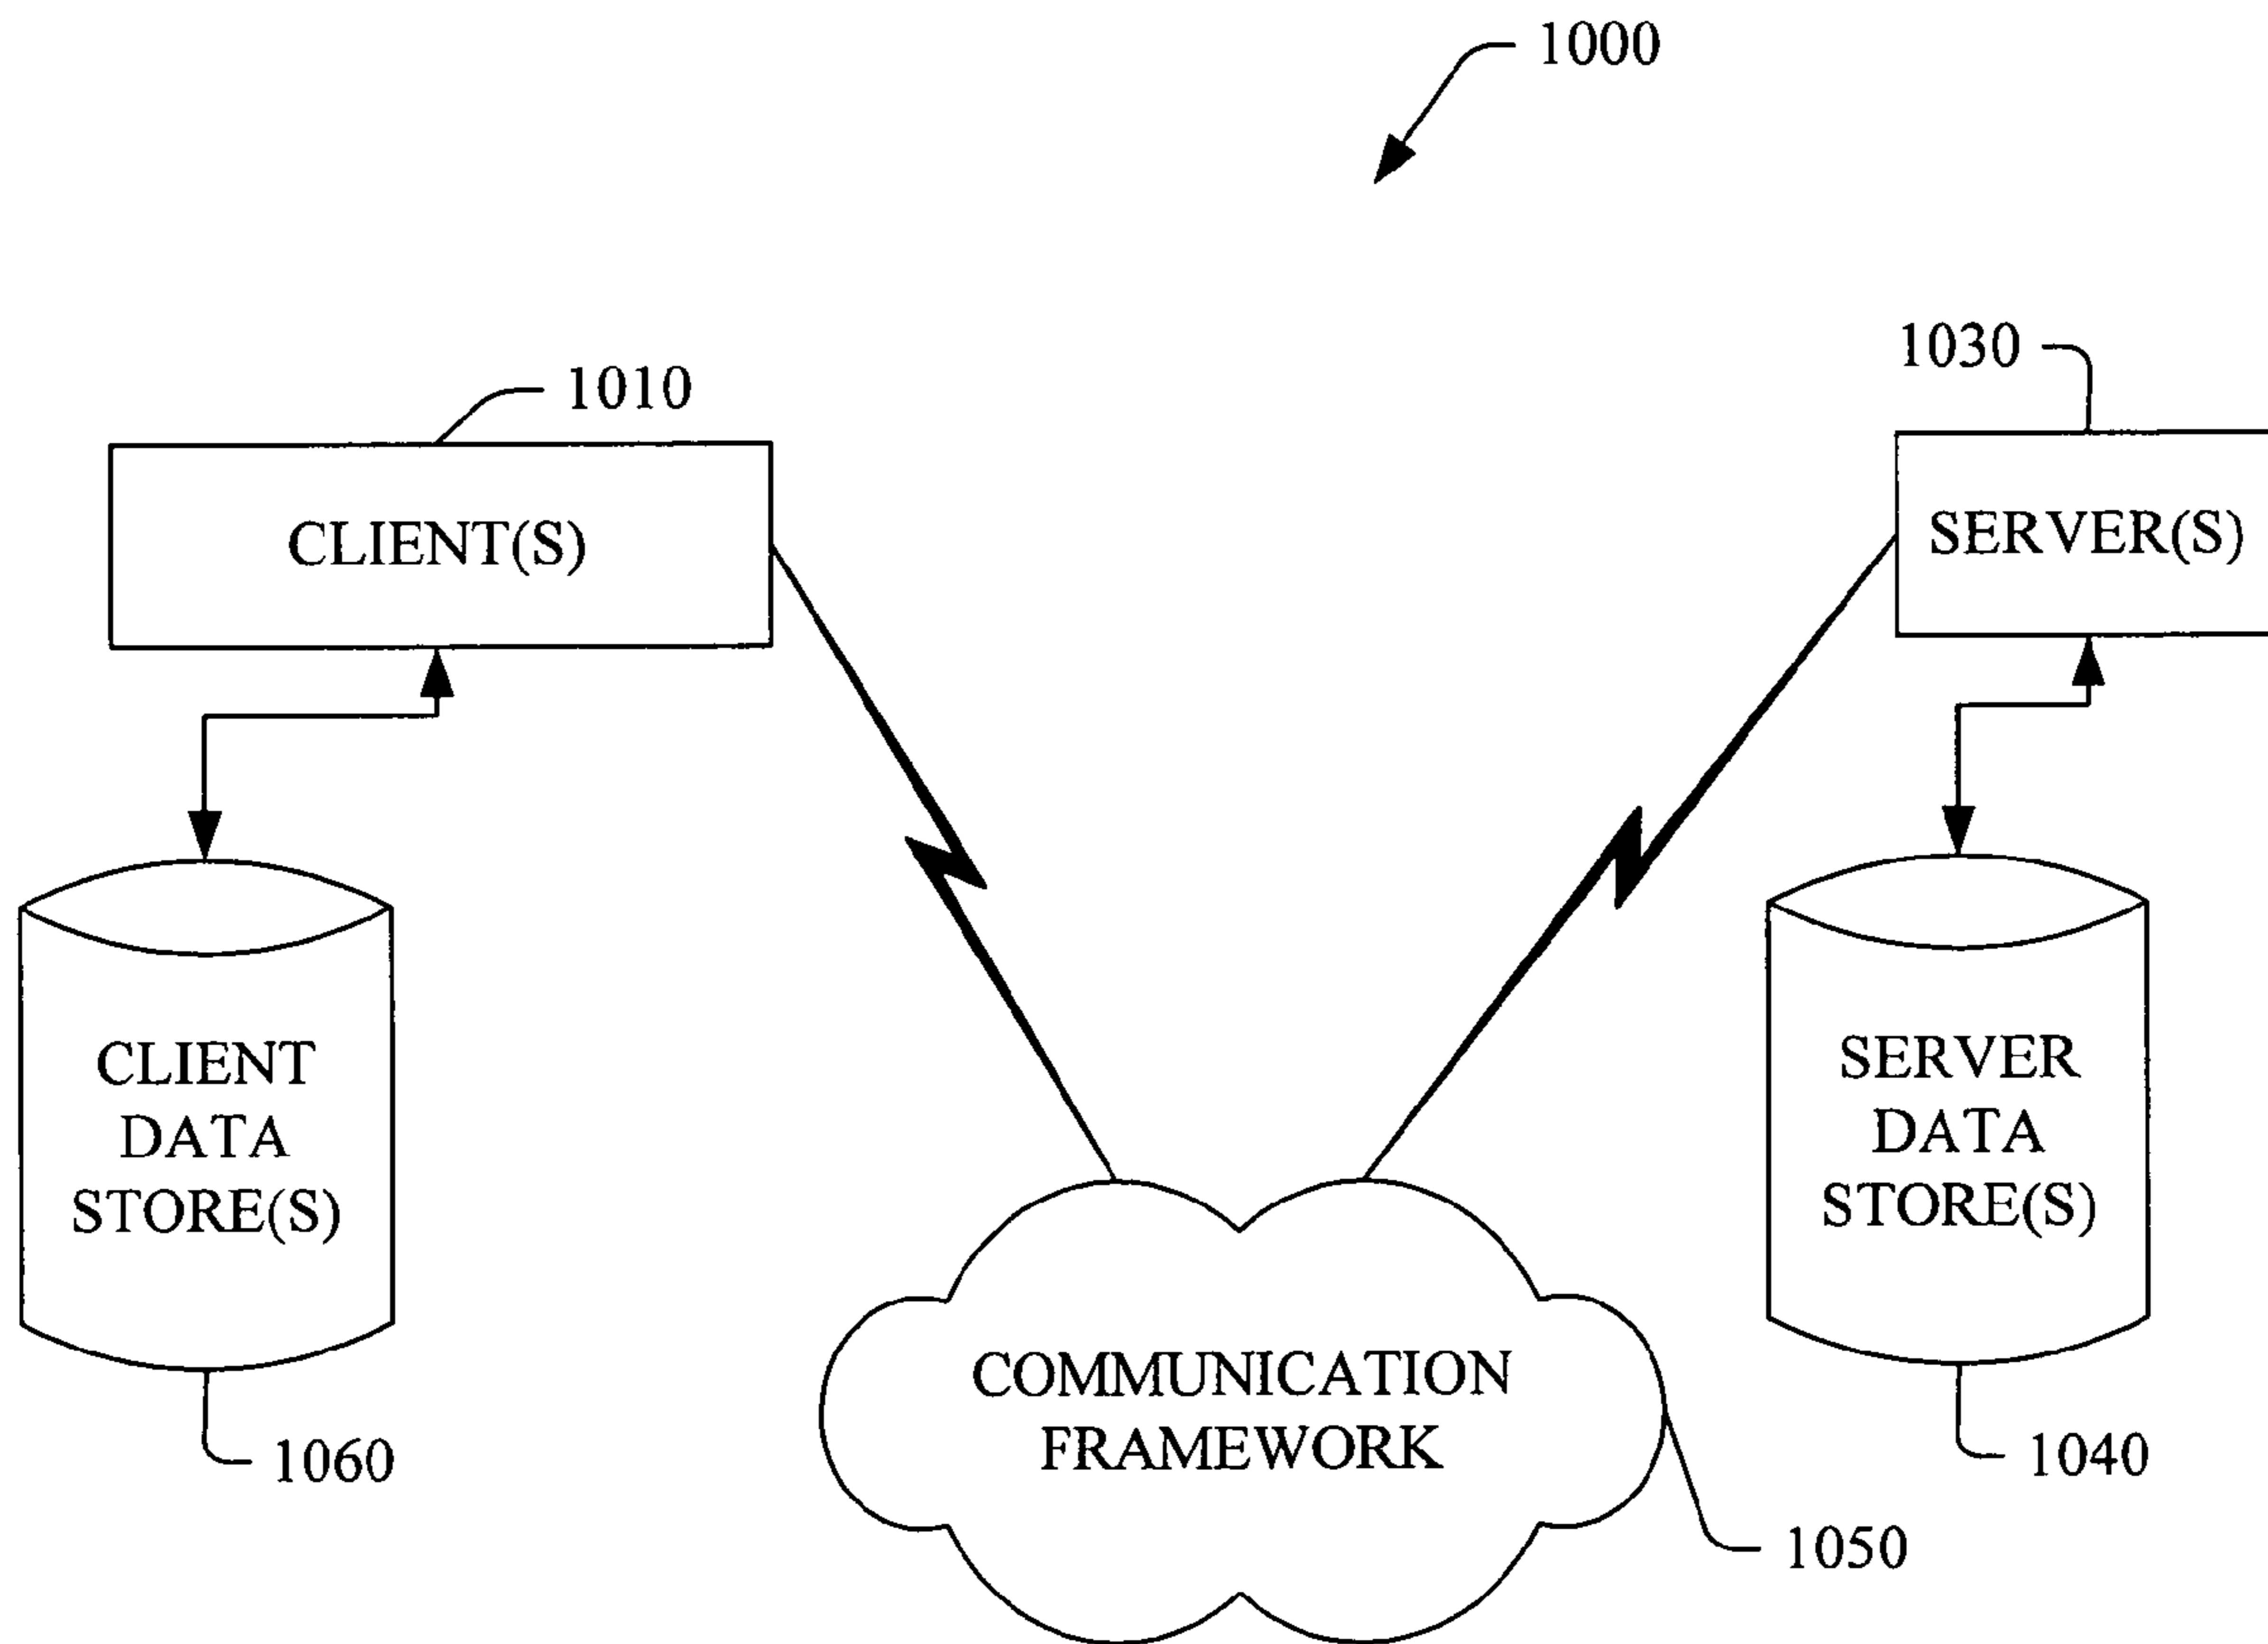 1000
1030
1010
CLIENT(S)
SERVER(S)
CLIENT
DATA
STORE(S)
SERVER
DATA
STORE(S)
COMMUNICATION
FRAMEWORK
1060
1040
1050